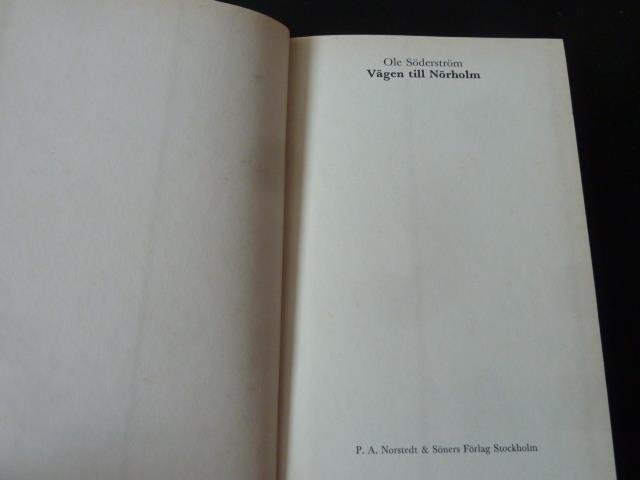 Ole Söderström
Vägen till Nörholm
P. A. Norstedt & Söners Förlag Stockholm